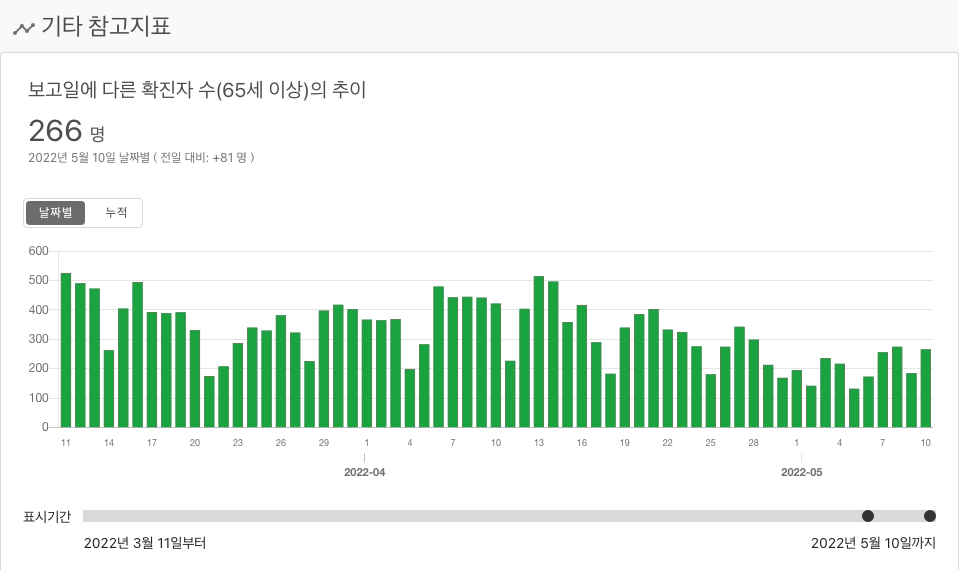 기타 참고지표
보고일에 다른 확진자 수(65세 이상)의 추이
266 명
2022년 5월 10일 날짜별 ( 전일 대비: +81 명 )
날짜별 누적
600
500
400
300
200
100
0
11 14 17 20 23 26 29 1 4 7 10 13 16 19 22 25 28 1 4 7 10
2022-04 2022-05
표시기간
2022년 3월 11일부터 2022년 5월 10일까지